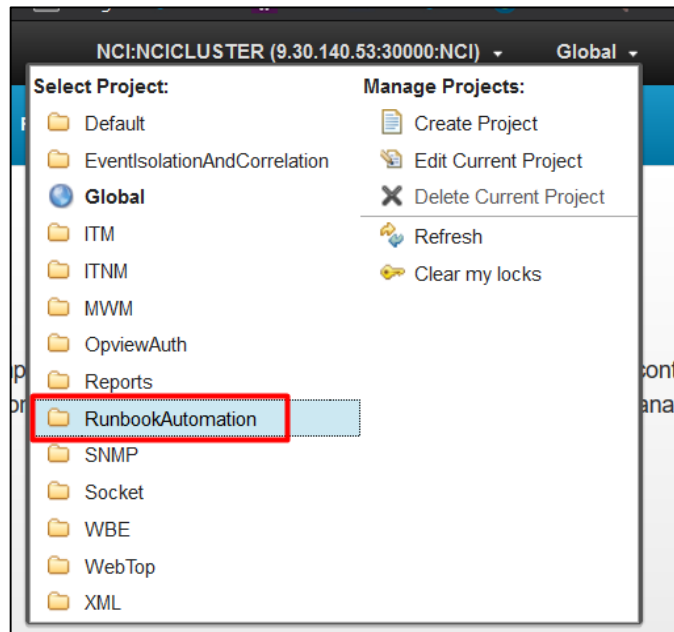 NCI:NCICLUSTER (9.30.140.53:30000:NCI) Global
Select Project:
Default
EventIsolationAndCorrelation
Global
ITM
ITNM
MWM
OpviewAuth
Reports
RunbookAutomation
SNMP
Socket
WBE
WebTop
XML
Manage Projects:
Create Project
Edit Current Project
Delete Current Project
Refresh
Clear my locks
cont
ana